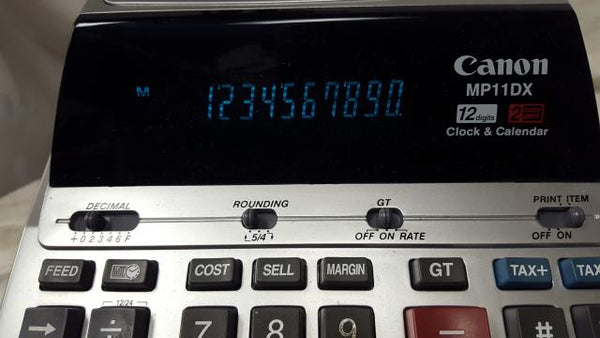 Canon
MP11DX
M
1234567890.
12 digits
2 color print
Clock & Calendar
DECIMAL
+ 0 2 3 4 6 F
ROUNDING
5/4
GT
OFF ON RATE
PRINT ITEM
OFF ON
FEED
COST
SELL
MARGIN
GT
TAX+
TAX
12/24
→
÷
7
8
9
−
#